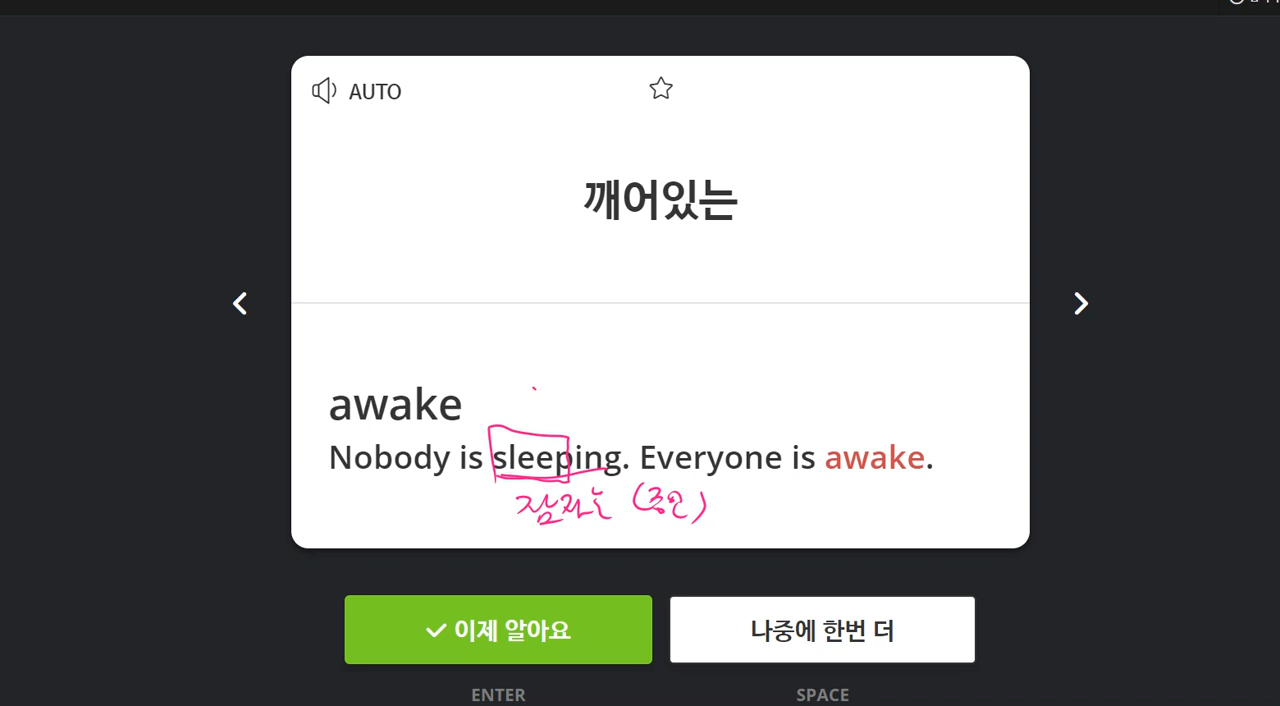 AUTO
깨어있는
awake
Nobody is sleeping. Everyone is awake.
잠자는 (중인)
이제 알아요
나중에 한번 더
ENTER
SPACE